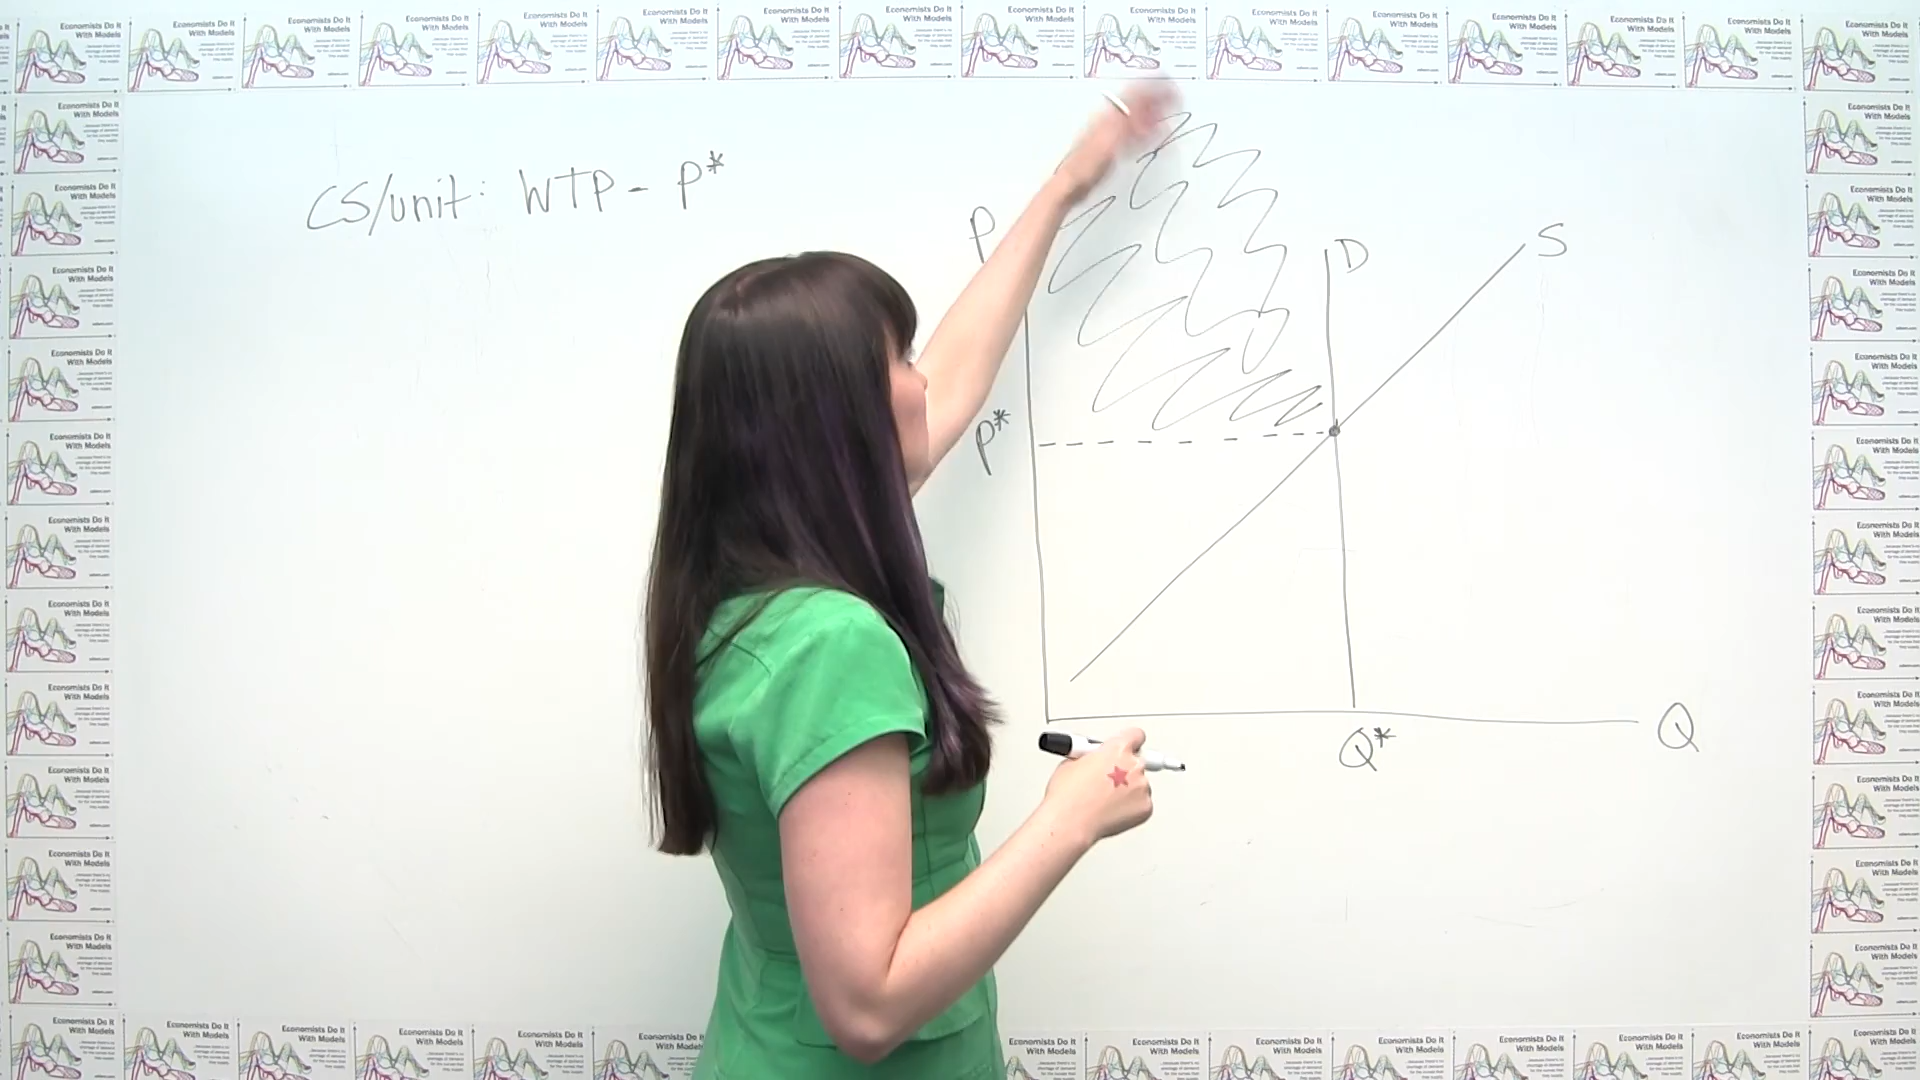 Economists Do It
With Models
CS/unit: WTP - P*
P
D
S
P*
Q*
Q